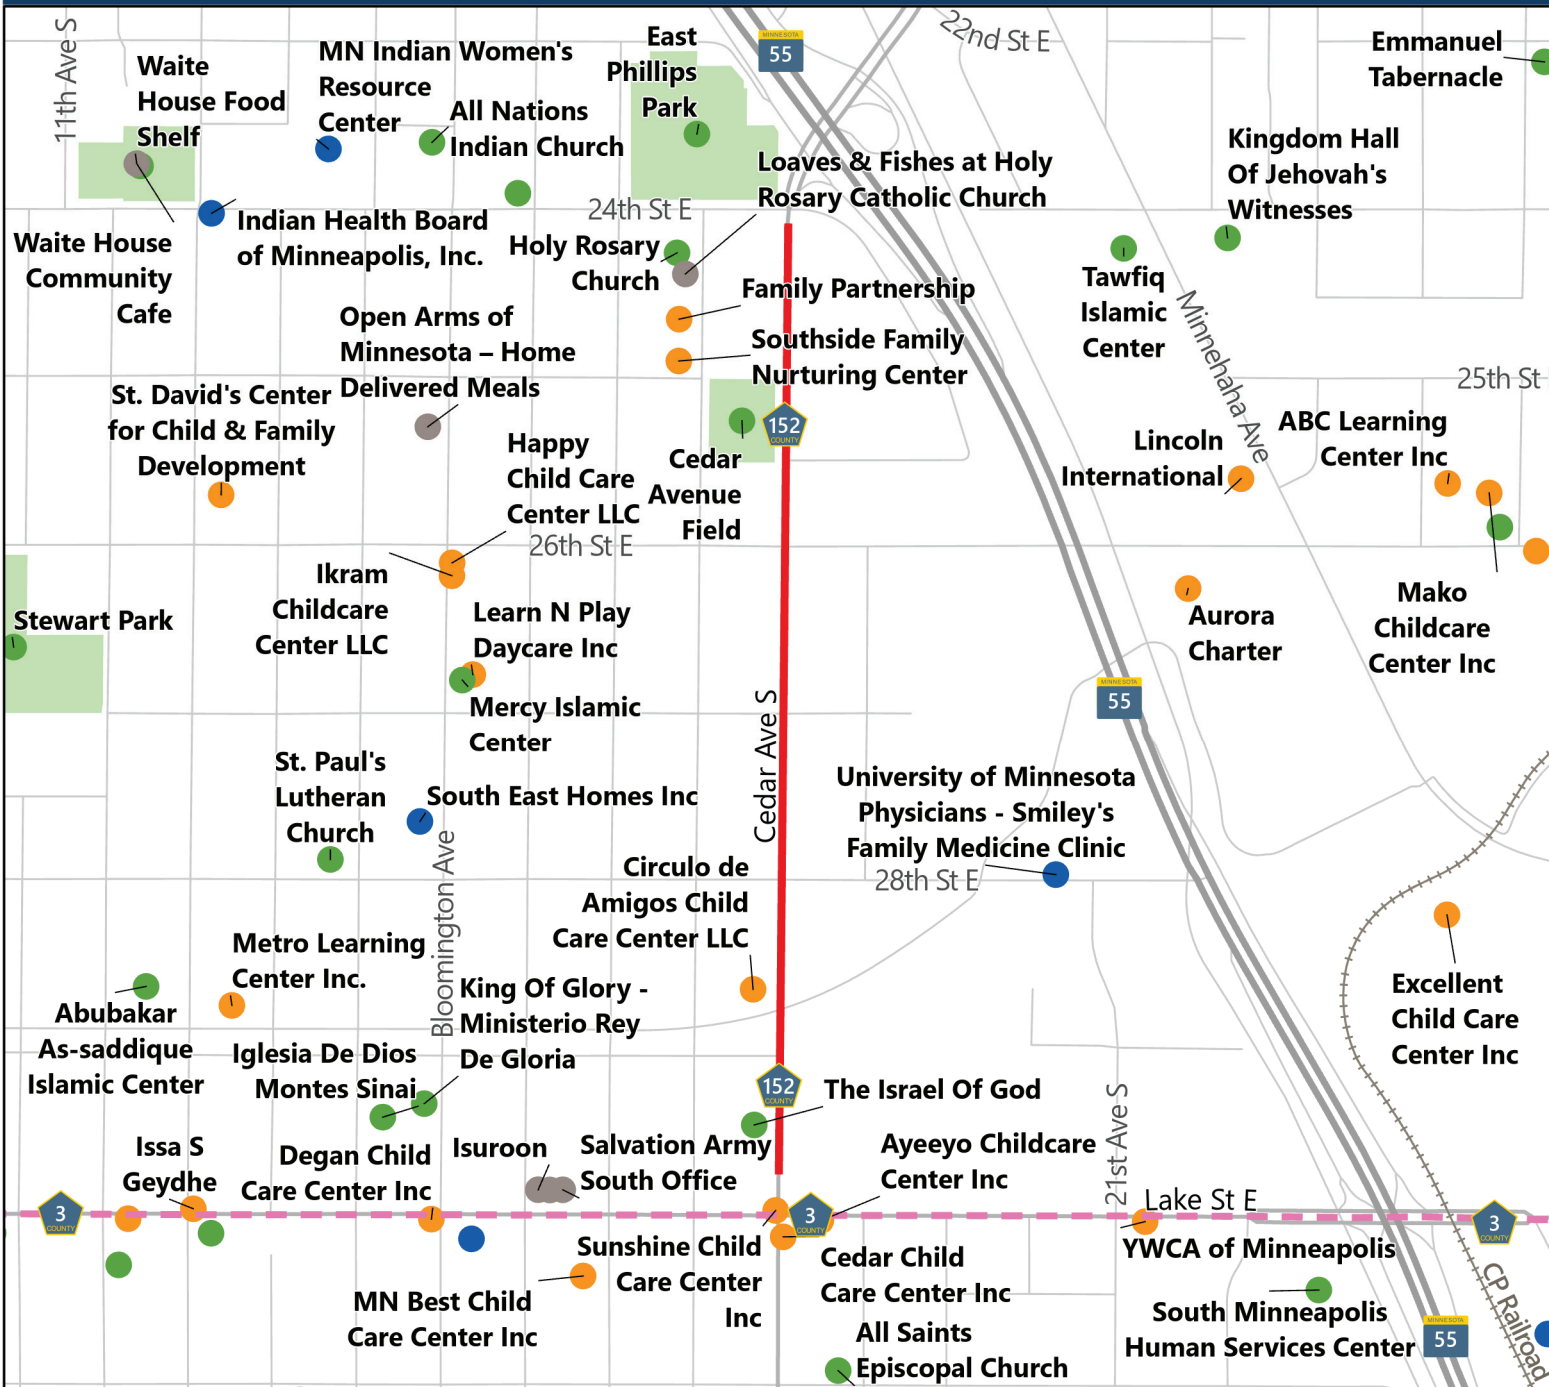 11th Ave S
Waite
House Food
Shelf
MN Indian Women's
Resource
Center
All Nations
Indian Church
East
Phillips
Park
MINNESOTA
55
22nd St E
Emmanuel
Tabernacle
Kingdom Hall
Of Jehovah's
Witnesses
Loaves & Fishes at Holy
Rosary Catholic Church
24th St E
Indian Health Board
of Minneapolis, Inc.
Waite House
Community
Cafe
Holy Rosary
Church
Family Partnership
Tawfiq
Islamic
Center
Minnehaha Ave
Open Arms of
Minnesota – Home
Delivered Meals
Southside Family
Nurturing Center
25th St
St. David's Center
for Child & Family
Development
152
COUNTY
Happy
Child Care
Center LLC
Cedar
Avenue
Field
Lincoln
International
ABC Learning
Center Inc
26th St E
Ikram
Childcare
Center LLC
Stewart Park
Learn N Play
Daycare Inc
Aurora
Charter
Mako
Childcare
Center Inc
Mercy Islamic
Center
MINNESOTA
55
Cedar Ave S
St. Paul's
Lutheran
Church
South East Homes Inc
Bloomington Ave
University of Minnesota
Physicians - Smiley's
Family Medicine Clinic
28th St E
Circulo de
Amigos Child
Care Center LLC
Metro Learning
Center Inc.
King Of Glory -
Ministerio Rey
De Gloria
Excellent
Child Care
Center Inc
Abubakar
As-saddique
Islamic Center
Iglesia De Dios
Montes Sinai
152
COUNTY
The Israel Of God
21st Ave S
Issa S
Geydhe
Degan Child
Care Center Inc
Isuroon
Salvation Army
South Office
Ayeeyo Childcare
Center Inc
Lake St E
3
COUNTY
3
COUNTY
3
COUNTY
Sunshine Child
Care Center
Inc
Cedar Child
Care Center Inc
YWCA of Minneapolis
MN Best Child
Care Center Inc
South Minneapolis
Human Services Center
MINNESOTA
55
CP Railroad
All Saints
Episcopal Church